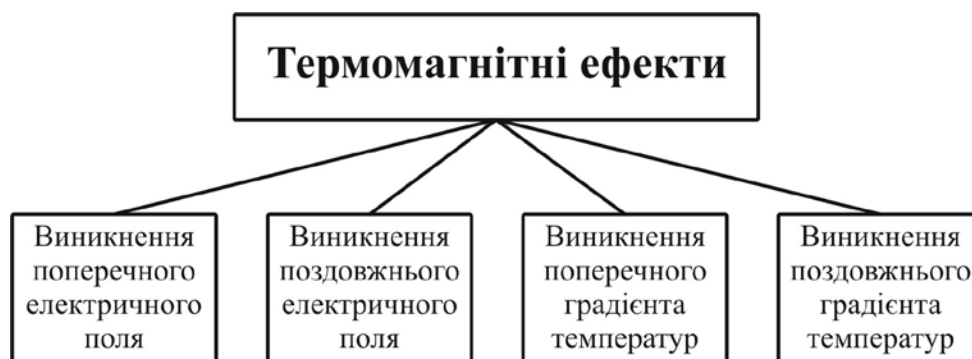 Термомагнітні ефекти
Виникнення
поперечного
електричного
поля
Виникнення
поздовжнього
електричного
поля
Виникнення
поперечного
градієнта
температур
Виникнення
поздовжнього
градієнта
температур